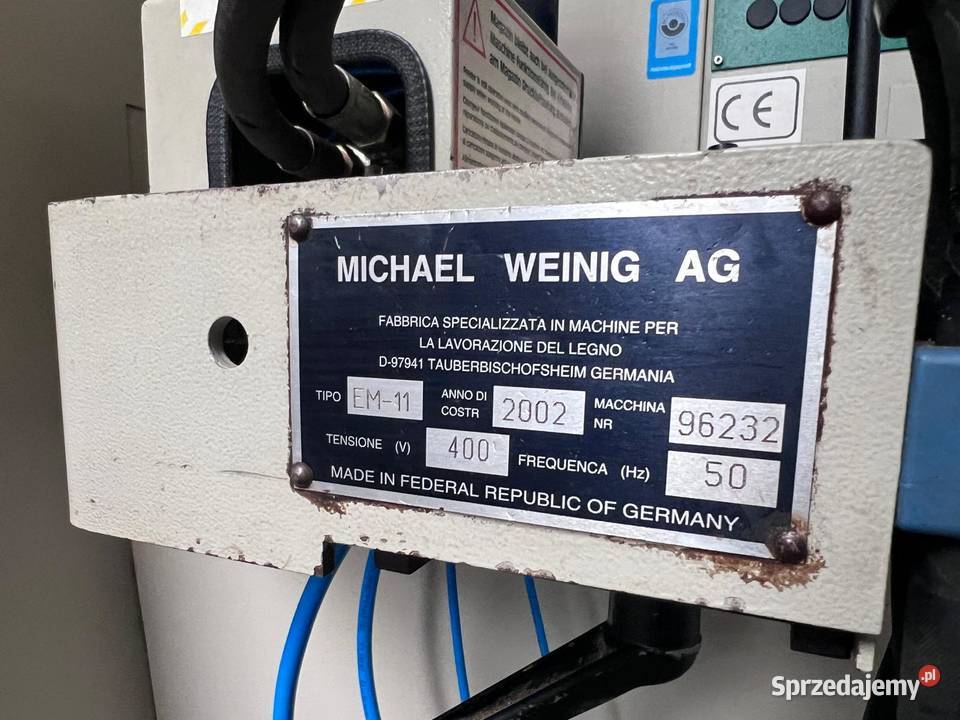 CE
MICHAEL WEINIG AG
FABBRICA SPECIALIZZATA IN MACHINE PER
LA LAVORAZIONE DEL LEGNO
D-97941 TAUBERBISCHOFSHEIM GERMANIA
TIPO EM-11 ANNO DI COSTR 2002 MACCHINA NR 96232
TENSIONE (V) 400 FREQUENCA (Hz) 50
MADE IN FEDERAL REPUBLIC OF GERMANY
Sprzedajemy.pl